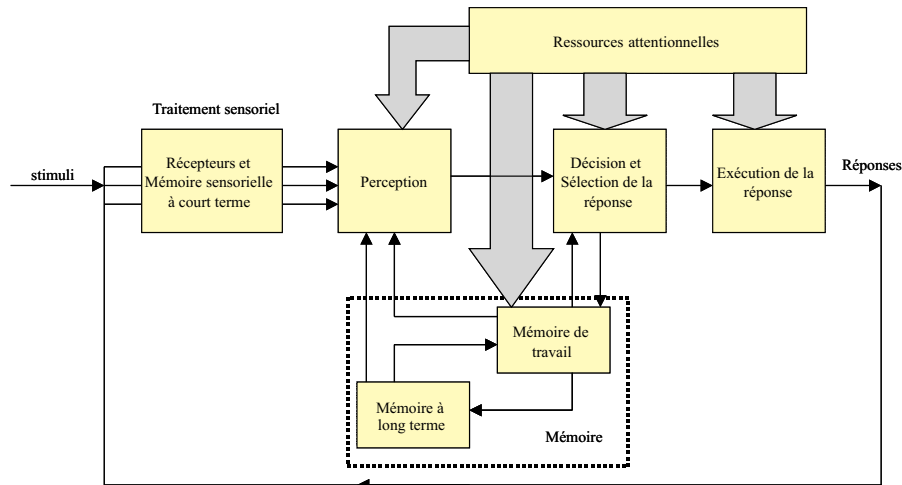 Ressources attentionnelles
Traitement sensoriel
stimuli
Récepteurs et
Mémoire sensorielle
à court terme
Perception
Décision et
Sélection de la
réponse
Exécution de la
réponse
Réponses
Mémoire de
travail
Mémoire à
long terme
Mémoire